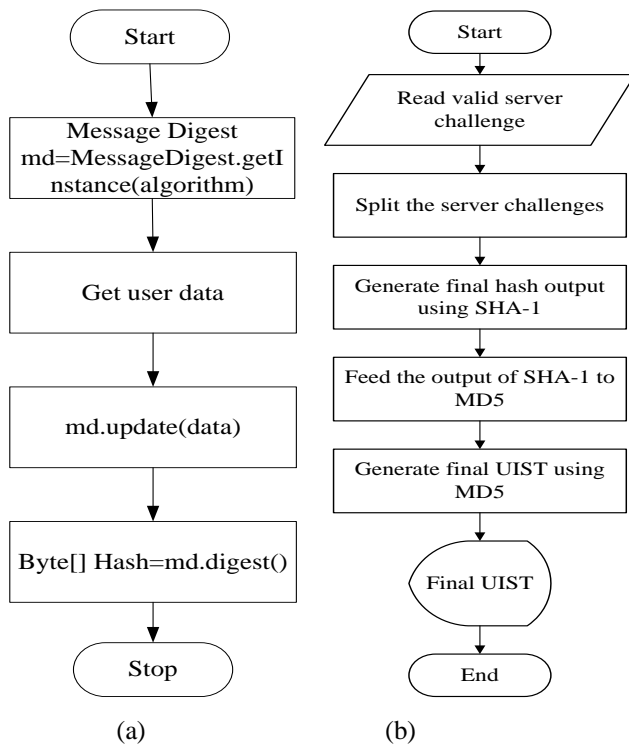 Start
Message Digest
md=MessageDigest.getI
nstance(algorithm)
Get user data
md.update(data)
Byte[] Hash=md.digest()
Stop
(a)
Start
Read valid server
challenge
Split the server challenges
Generate final hash output
using SHA-1
Feed the output of SHA-1 to
MD5
Generate final UIST using
MD5
Final UIST
End
(b)